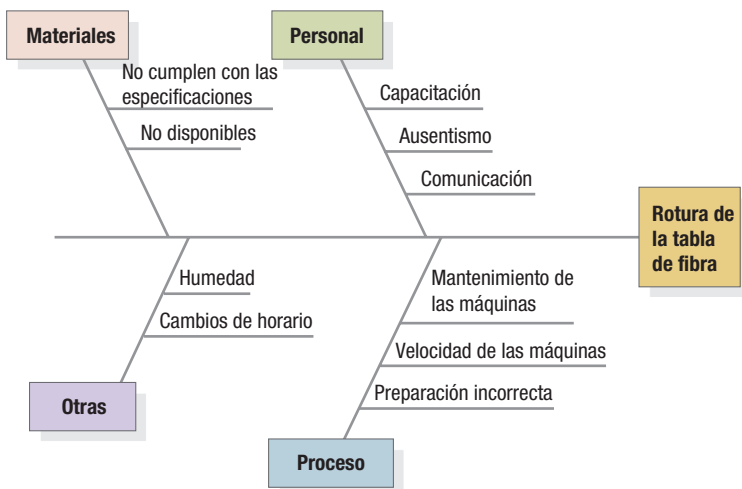 Materiales
Personal
No cumplen con las
especificaciones
No disponibles
Capacitación
Ausentismo
Comunicación
Rotura de
la tabla
de fibra
Humedad
Cambios de horario
Mantenimiento de
las máquinas
Velocidad de las máquinas
Preparación incorrecta
Otras
Proceso